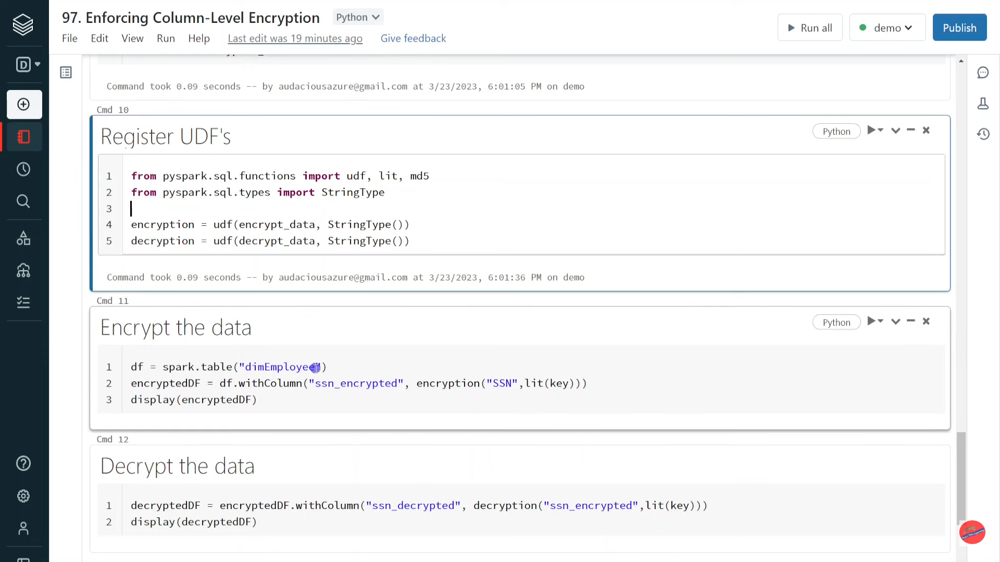 97. Enforcing Column-Level Encryption
Python
File Edit View Run Help Last edit was 19 minutes ago Give feedback
Run all
demo
Publish
D
Command took 0.09 seconds -- by audaciousazure@gmail.com at 3/23/2023, 6:01:05 PM on demo
Cmd 10
Register UDF's
Python
1 from pyspark.sql.functions import udf, lit, md5
2 from pyspark.sql.types import StringType
3
4 encryption = udf(encrypt_data, StringType())
5 decryption = udf(decrypt_data, StringType())
Command took 0.09 seconds -- by audaciousazure@gmail.com at 3/23/2023, 6:01:36 PM on demo
Cmd 11
Encrypt the data
Python
1 df = spark.table("dimEmployee")
2 encryptedDF = df.withColumn("ssn_encrypted", encryption("SSN",lit(key)))
3 display(encryptedDF)
Cmd 12
Decrypt the data
1 decryptedDF = encryptedDF.withColumn("ssn_decrypted", decryption("ssn_encrypted",lit(key)))
2 display(decryptedDF)